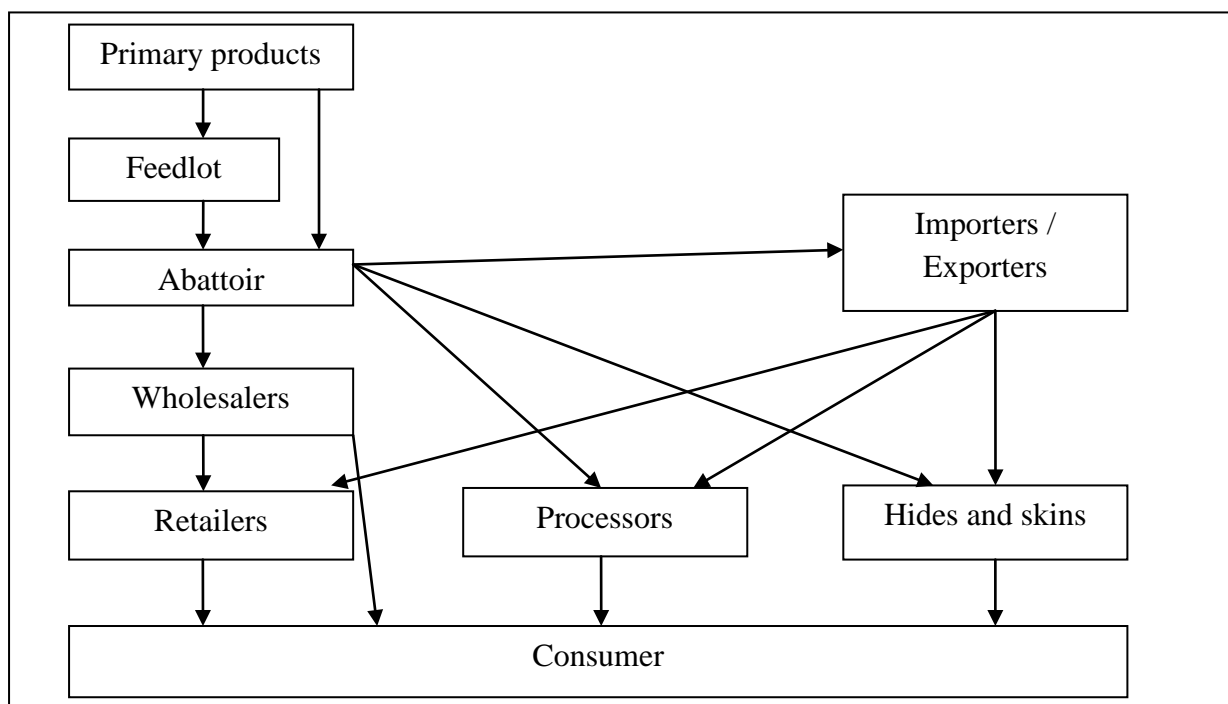 Primary products
Feedlot
Importers /
Exporters
Abattoir
Wholesalers
Retailers
Processors
Hides and skins
Consumer